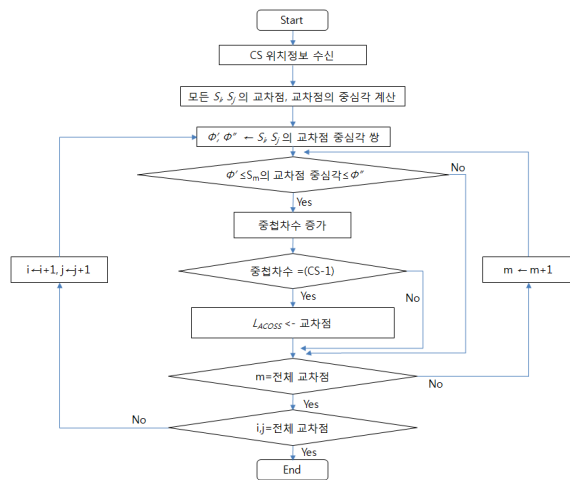 Start
CS 위치정보 수신
모든 Si, Sj 의 교차점, 교차점의 중심각 계산
Φ', Φ" ← Si, Sj 의 교차점 중심각 쌍
Φ' ≤Sm의 교차점 중심각≤Φ"
No
Yes
중첩차수 증가
i←i+1, j←j+1
중첩차수 =(CS-1)
m ← m+1
Yes
No
LACOSS <- 교차점
m=전체 교차점
No
Yes
No
i,j=전체 교차점
Yes
End